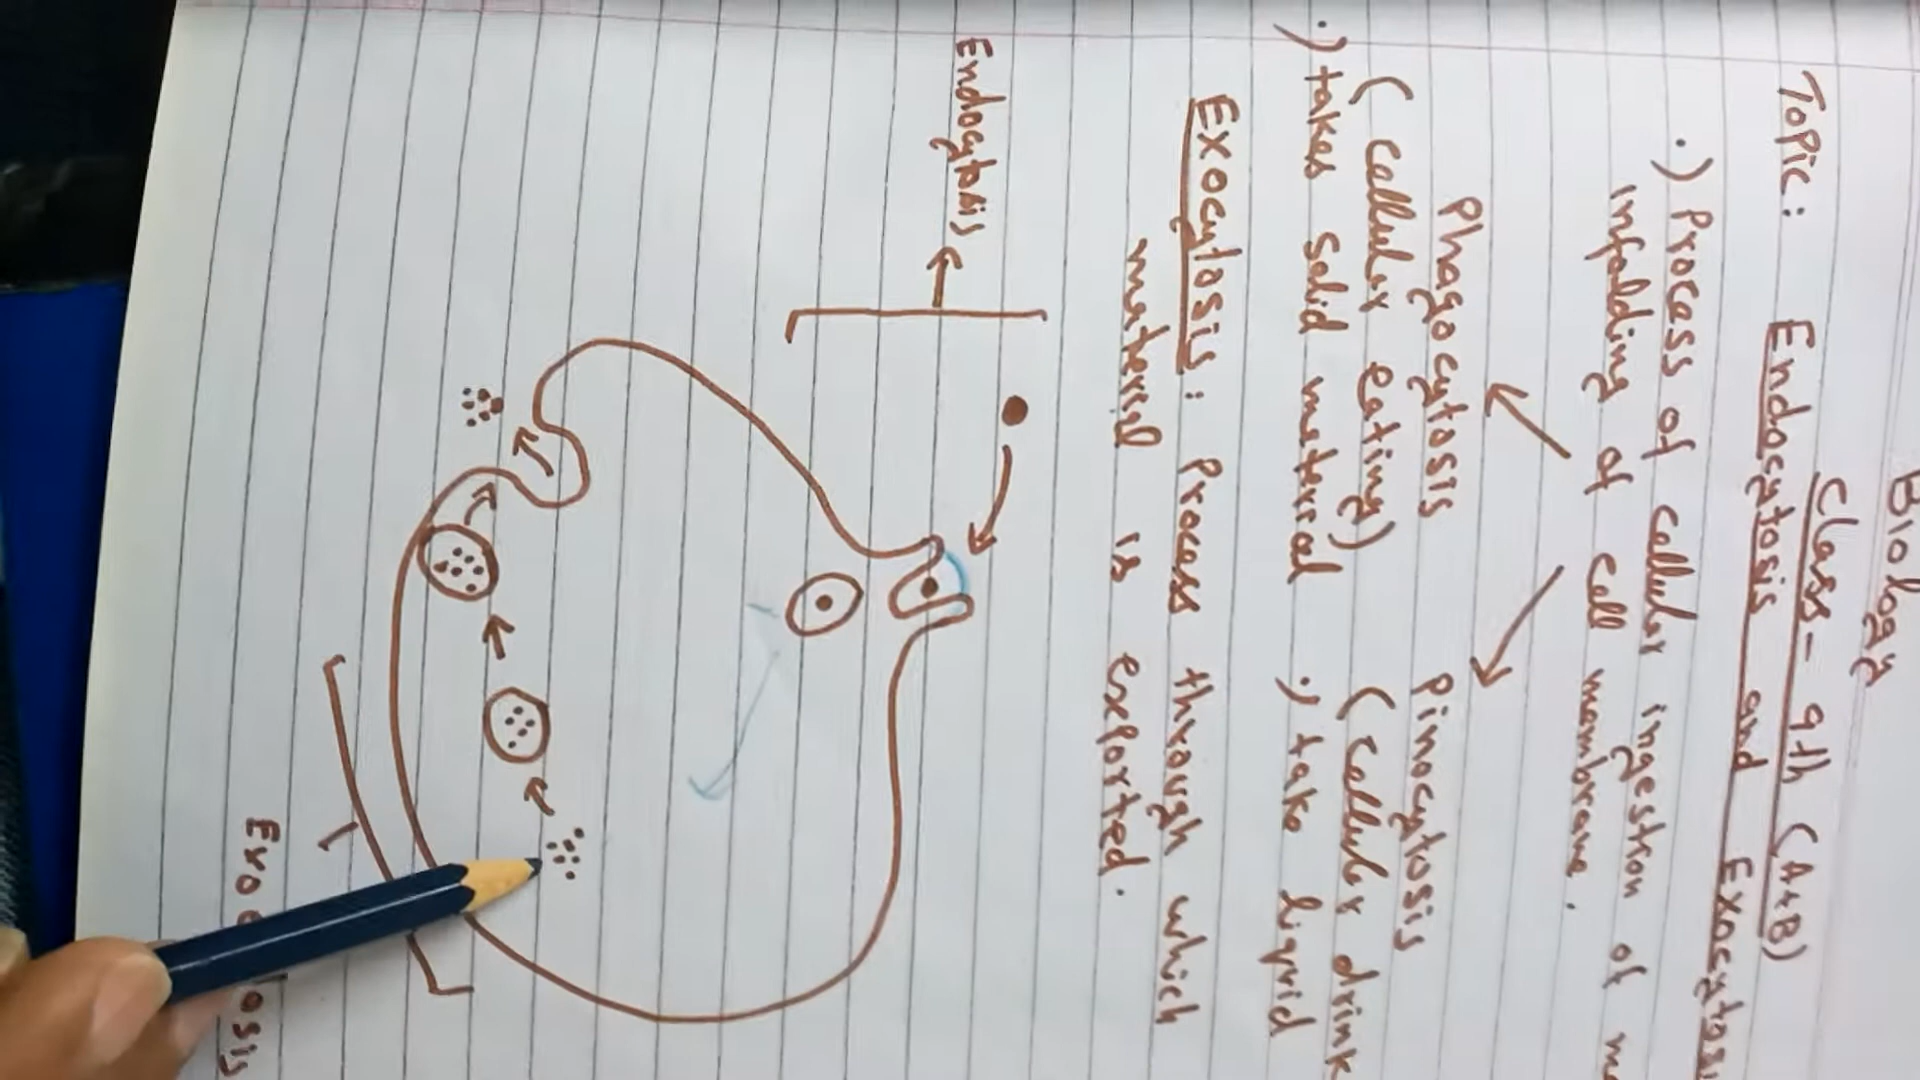 Biology
Class- 9th (A+B)
Topic: Endocytosis and Exocytosi
.) Process of cellular ingestion of
infolding of cell membrane.
Phagocytosis Pinocytosis
(cellular eating) (cellular drink
.) takes solid material .) take liquid
Exocytosis: Process through which
material is exported.
Endocytosis